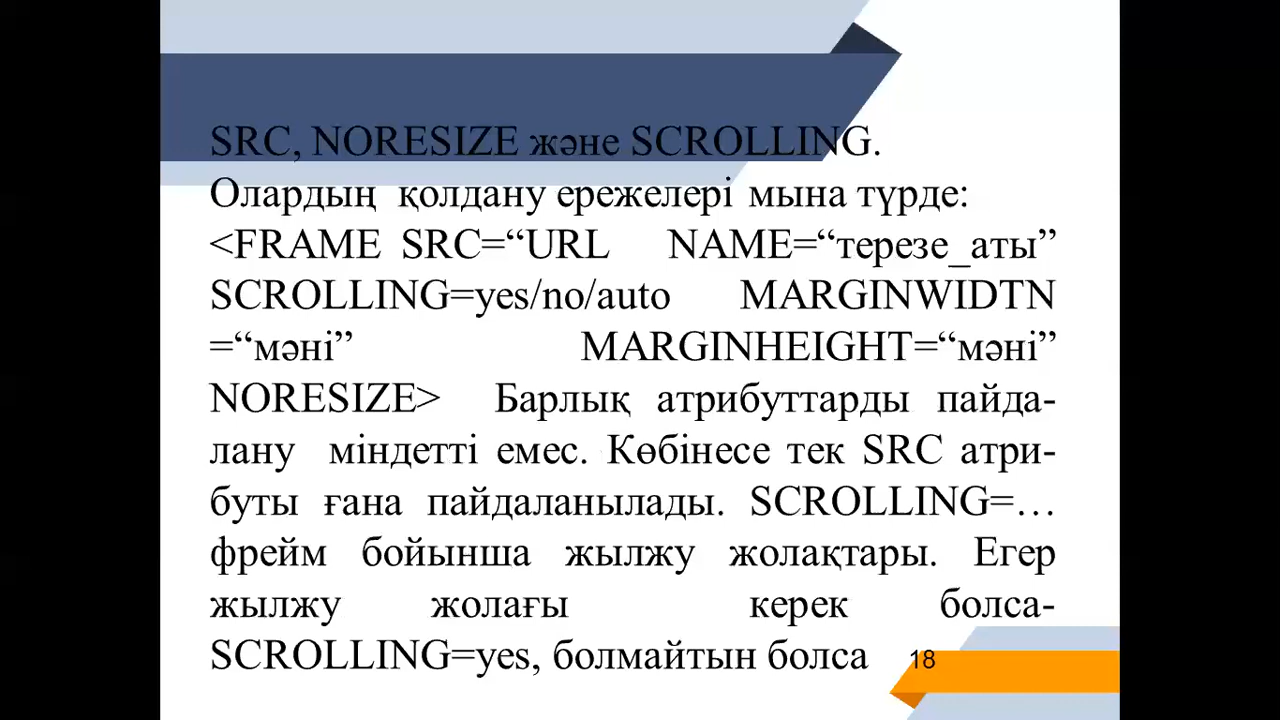 SRC, NORESIZE және SCROLLING.
Олардың қолдану ережелері мына түрде:
<FRAME SRC=“URL NAME=“терезе_аты”
SCROLLING=yes/no/auto MARGINWIDTN
=“мәні” MARGINHEIGHT=“мәні”
NORESIZE> Барлық атрибуттарды пайда-
лану міндетті емес. Көбінесе тек SRC атри-
буты ғана пайдаланылады. SCROLLING=…
фрейм бойынша жылжу жолақтары. Егер
жылжу жолағы керек болса-
SCROLLING=yes, болмайтын болса
18